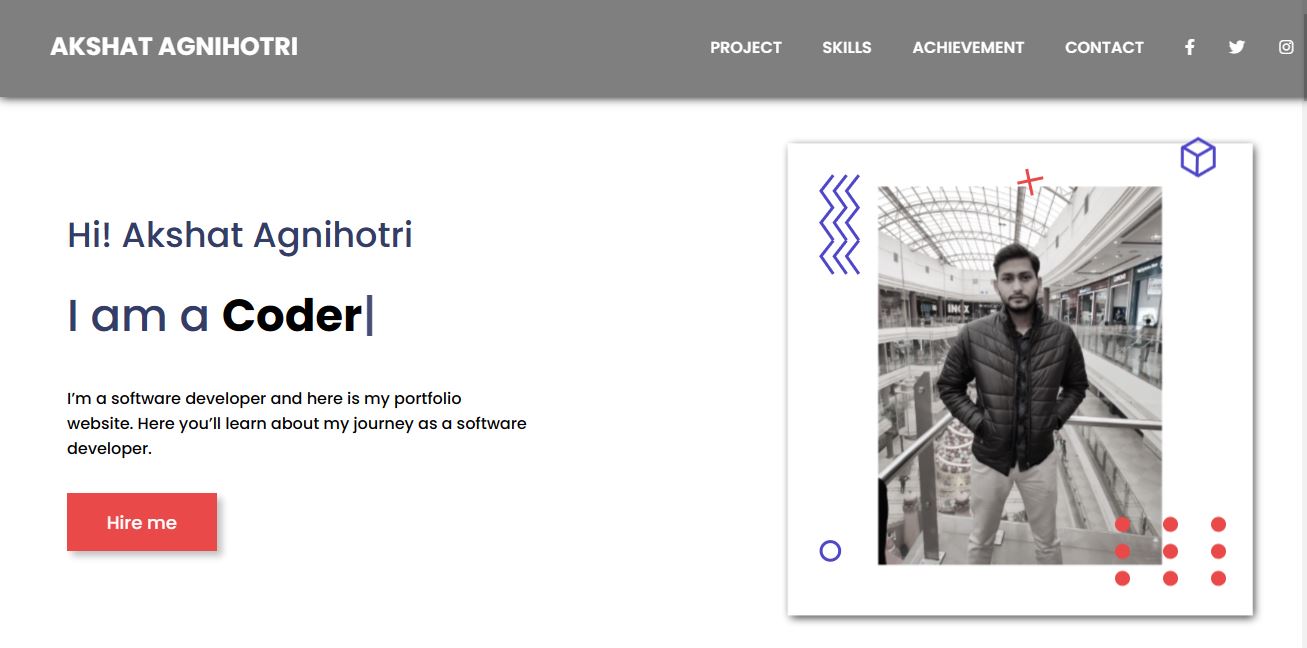 AKSHAT AGNIHOTRI
PROJECT SKILLS ACHIEVEMENT CONTACT
Hi! Akshat Agnihotri
I am a Coder|
I’m a software developer and here is my portfolio
website. Here you’ll learn about my journey as a software
developer.
Hire me
INOX